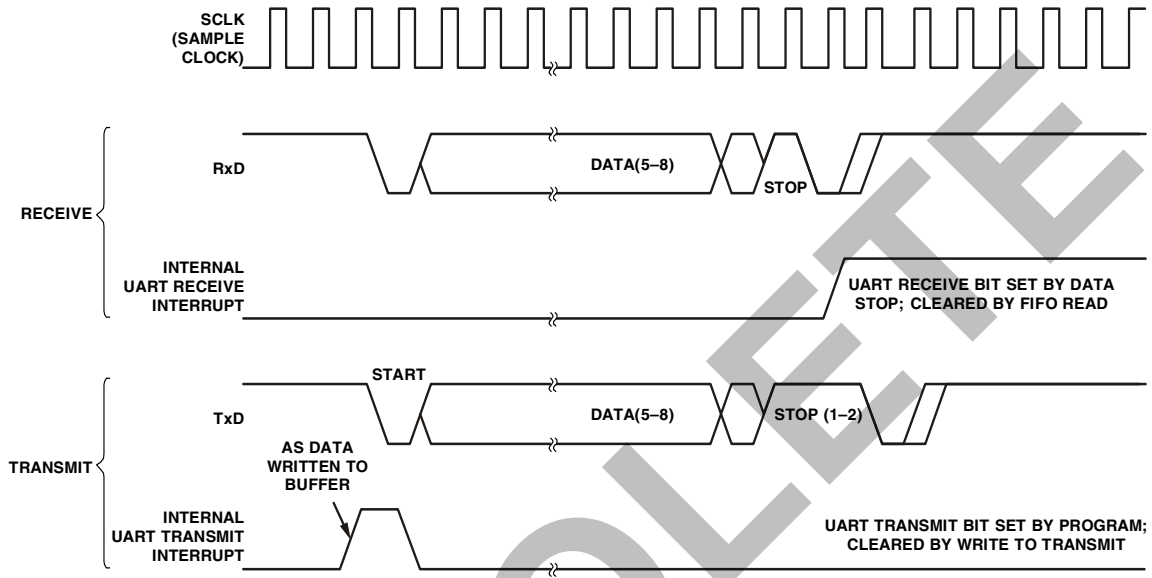 SCLK
(SAMPLE
CLOCK)
RxD
DATA(5–8)
STOP
RECEIVE
INTERNAL
UART RECEIVE
INTERRUPT
UART RECEIVE BIT SET BY DATA
STOP; CLEARED BY FIFO READ
START
TxD
DATA(5–8)
STOP (1–2)
AS DATA
WRITTEN TO
BUFFER
TRANSMIT
INTERNAL
UART TRANSMIT
INTERRUPT
UART TRANSMIT BIT SET BY PROGRAM;
CLEARED BY WRITE TO TRANSMIT
OLETE